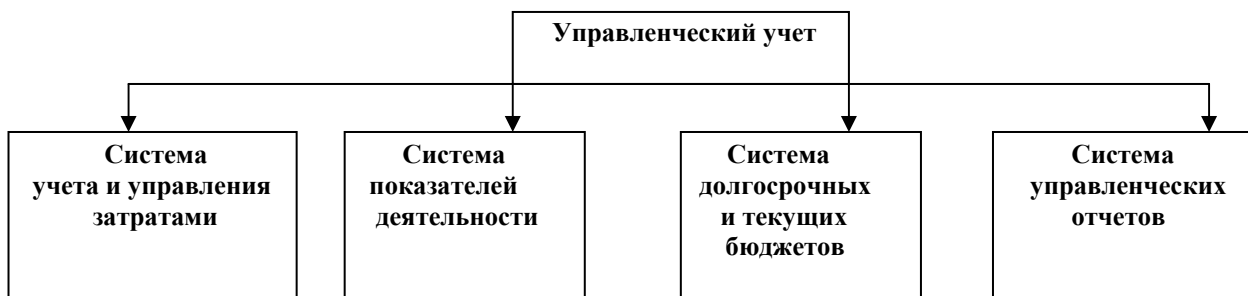 Управленческий учет
Система
учета и управления
затратами
Система
показателей
деятельности
Система
долгосрочных
и текущих
бюджетов
Система
управленческих
отчетов